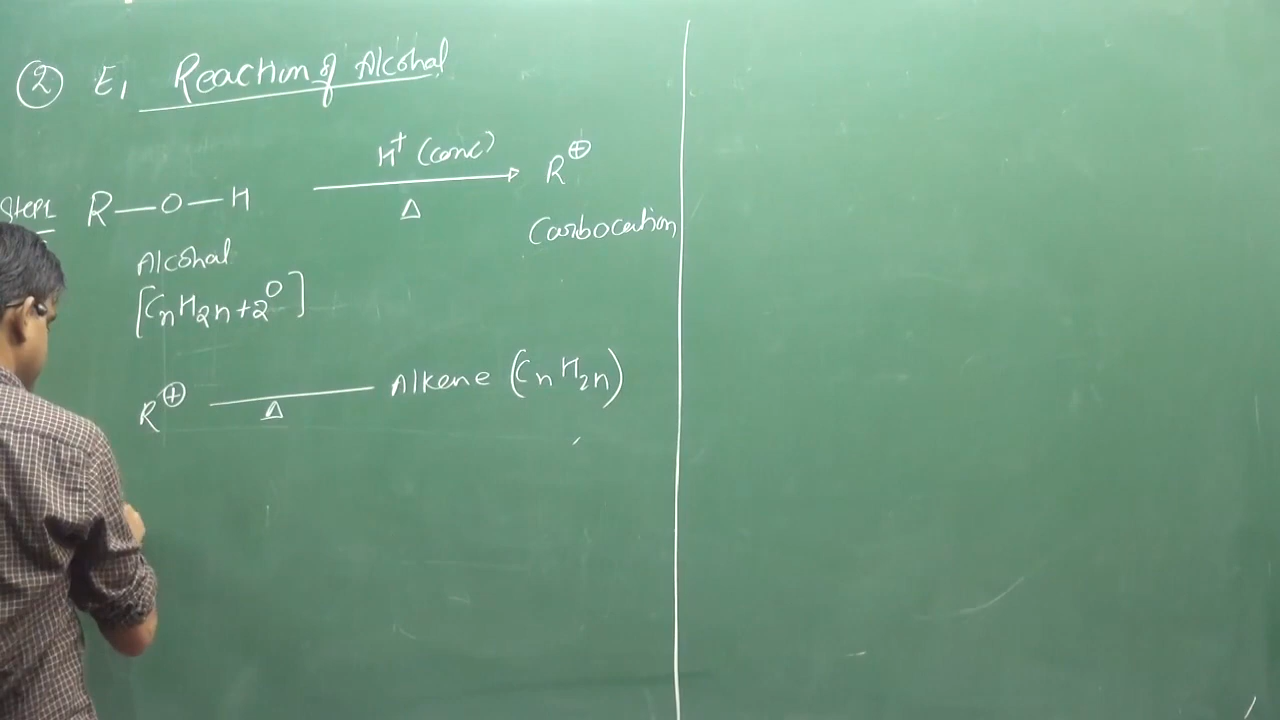 ② E₁ Reaction of Alcohal
H⁺ (conc)
Step1 R—O—H ⟶ R⊕
Δ
Alcohal Carbocation
[CnH2n+2O]
R⊕ —— Alkene (CnH2n)
Δ